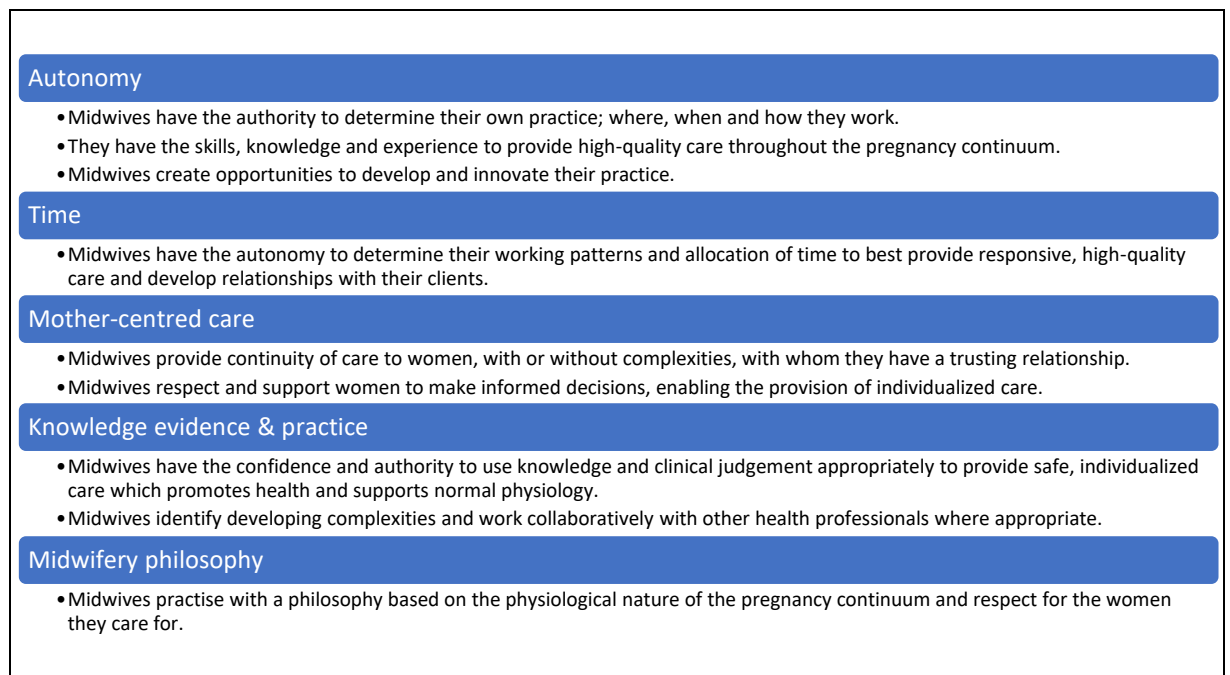 Autonomy
•Midwives have the authority to determine their own practice; where, when and how they work.
•They have the skills, knowledge and experience to provide high-quality care throughout the pregnancy continuum.
•Midwives create opportunities to develop and innovate their practice.
Time
•Midwives have the autonomy to determine their working patterns and allocation of time to best provide responsive, high-quality
care and develop relationships with their clients.
Mother-centred care
•Midwives provide continuity of care to women, with or without complexities, with whom they have a trusting relationship.
•Midwives respect and support women to make informed decisions, enabling the provision of individualized care.
Knowledge evidence & practice
•Midwives have the confidence and authority to use knowledge and clinical judgement appropriately to provide safe, individualized
care which promotes health and supports normal physiology.
•Midwives identify developing complexities and work collaboratively with other health professionals where appropriate.
Midwifery philosophy
•Midwives practise with a philosophy based on the physiological nature of the pregnancy continuum and respect for the women
they care for.